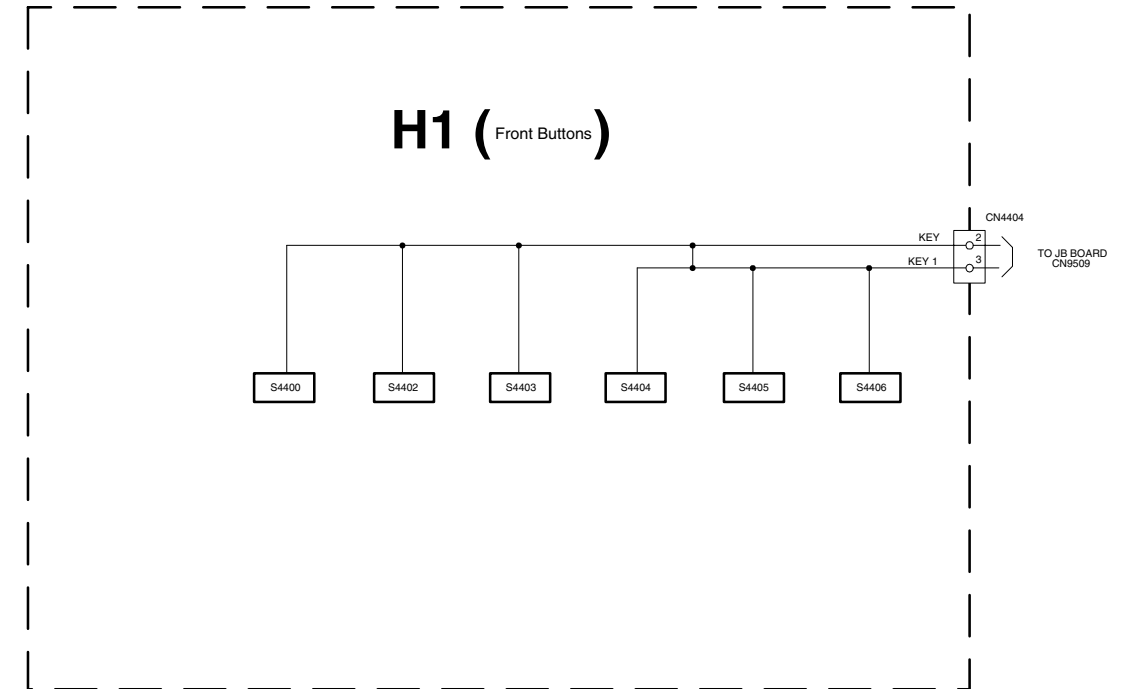 H1 (Front Buttons)
CN4404
KEY 2
KEY 1 3
TO JB BOARD
CN9509
S4400 S4402 S4403 S4404 S4405 S4406